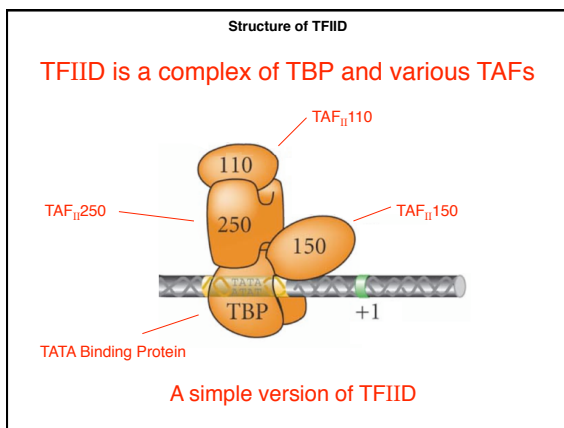 Structure of TFIID
TFIID is a complex of TBP and various TAFs
TAFII110
110
TAFII250
250
TAFII150
150
TATA
TBP
+1
TATA Binding Protein
A simple version of TFIID